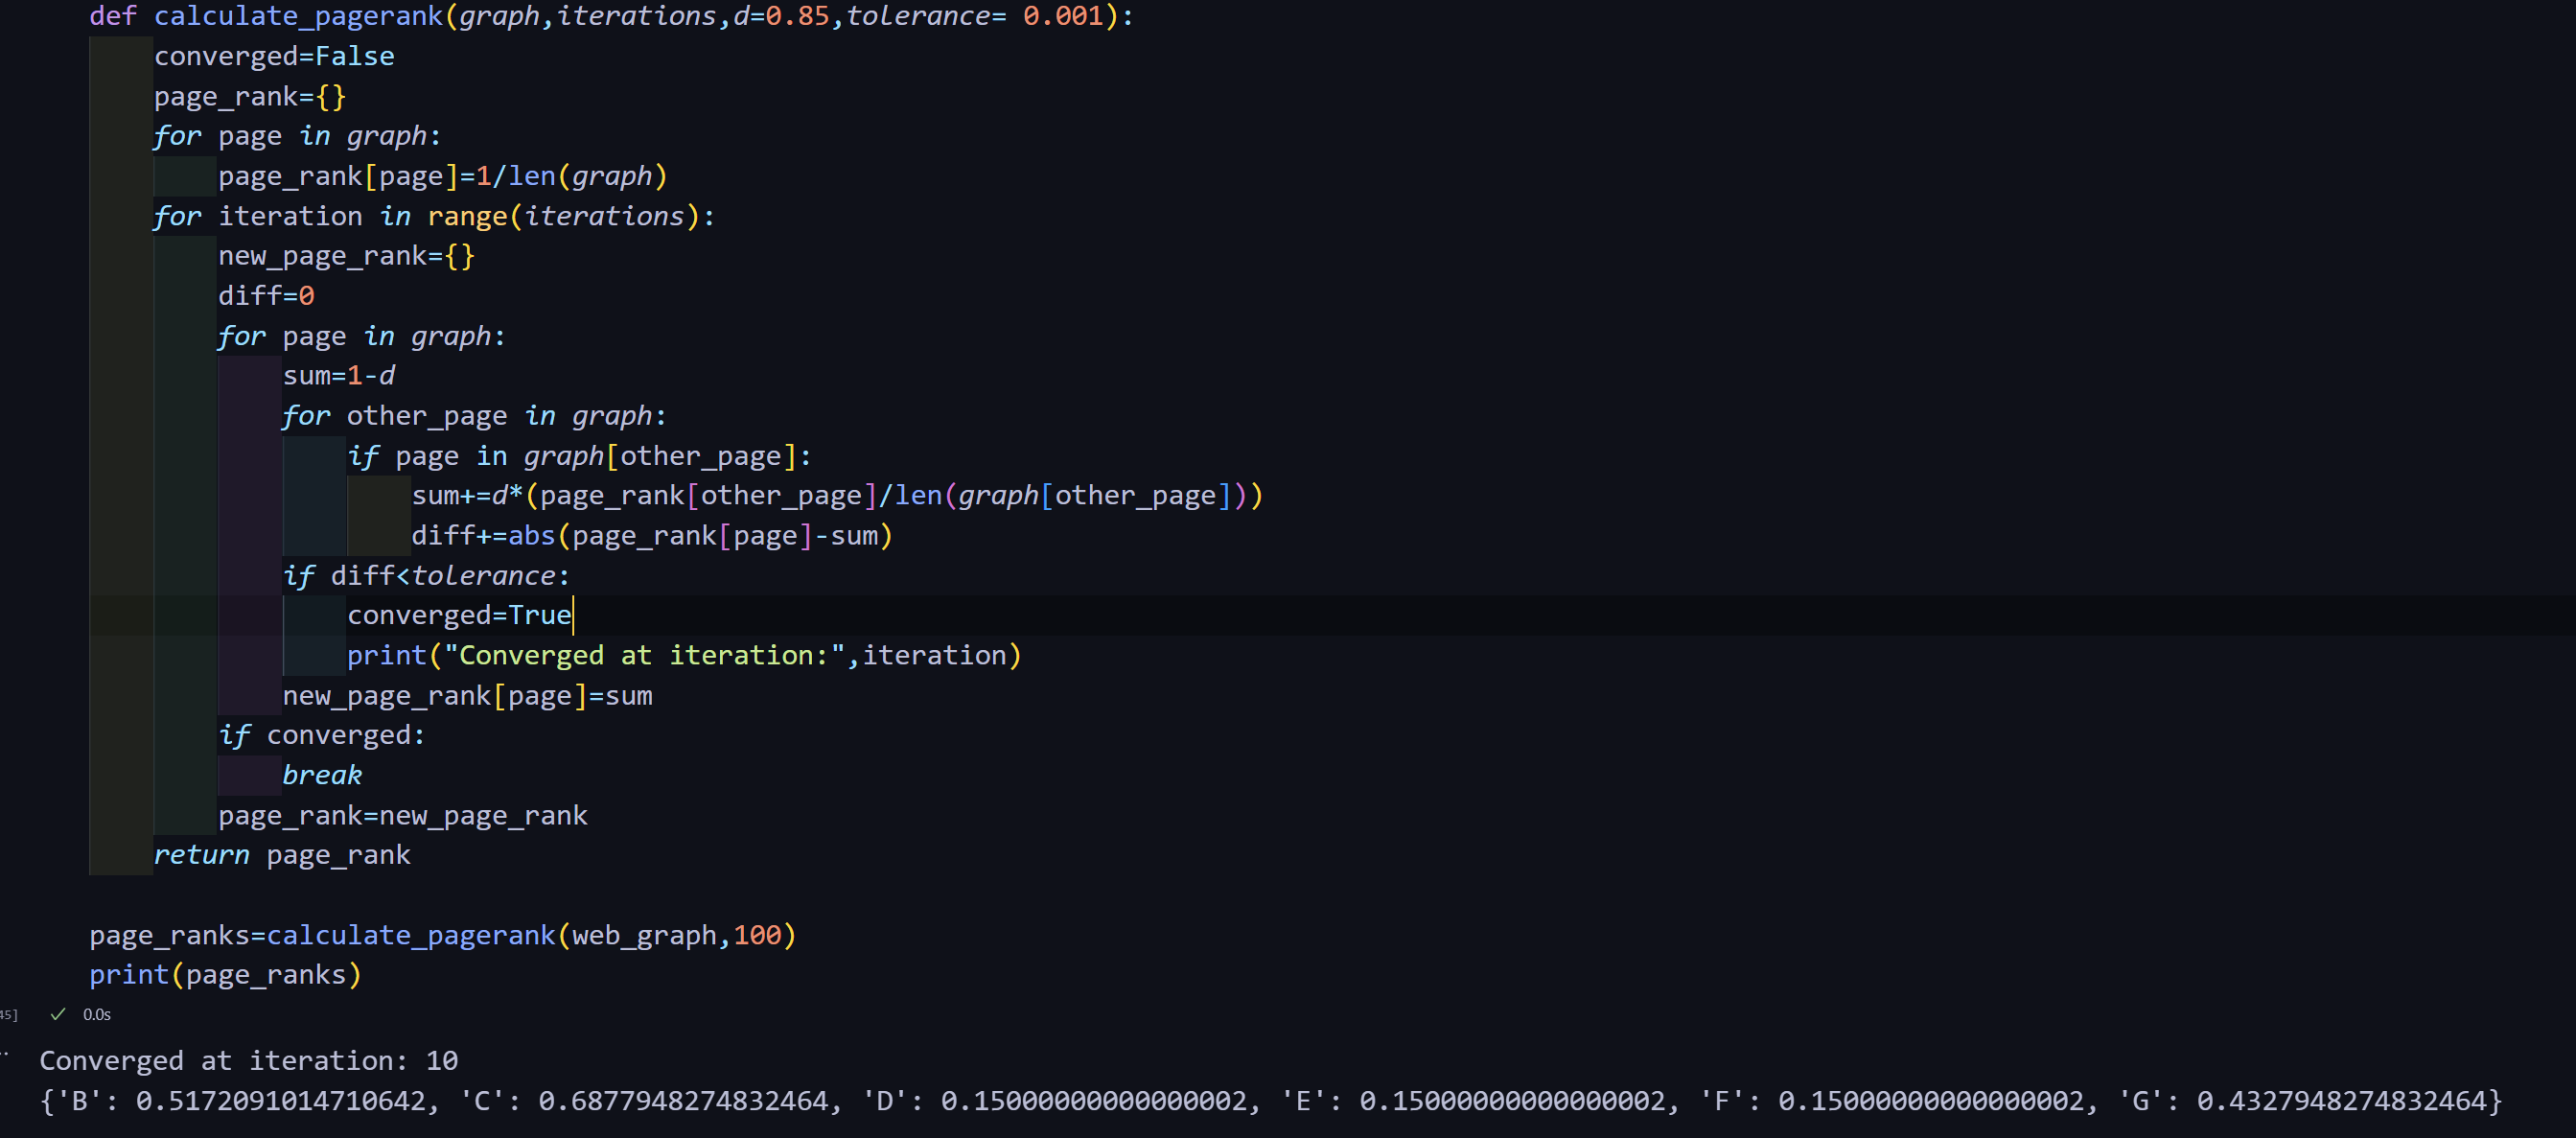 def calculate_pagerank(graph,iterations,d=0.85,tolerance= 0.001):
    converged=False
    page_rank={}
    for page in graph:
        page_rank[page]=1/len(graph)
    for iteration in range(iterations):
        new_page_rank={}
        diff=0
        for page in graph:
            sum=1-d
            for other_page in graph:
                if page in graph[other_page]:
                    sum+=d*(page_rank[other_page]/len(graph[other_page]))
                    diff+=abs(page_rank[page]-sum)
            if diff<tolerance:
                converged=True
                print("Converged at iteration:",iteration)
            new_page_rank[page]=sum
        if converged:
            break
        page_rank=new_page_rank
    return page_rank

page_ranks=calculate_pagerank(web_graph,100)
print(page_ranks)
45] ✓ 0.0s
Converged at iteration: 10
{'B': 0.5172091014710642, 'C': 0.6877948274832464, 'D': 0.15000000000000002, 'E': 0.15000000000000002, 'F': 0.15000000000000002, 'G': 0.4327948274832464}